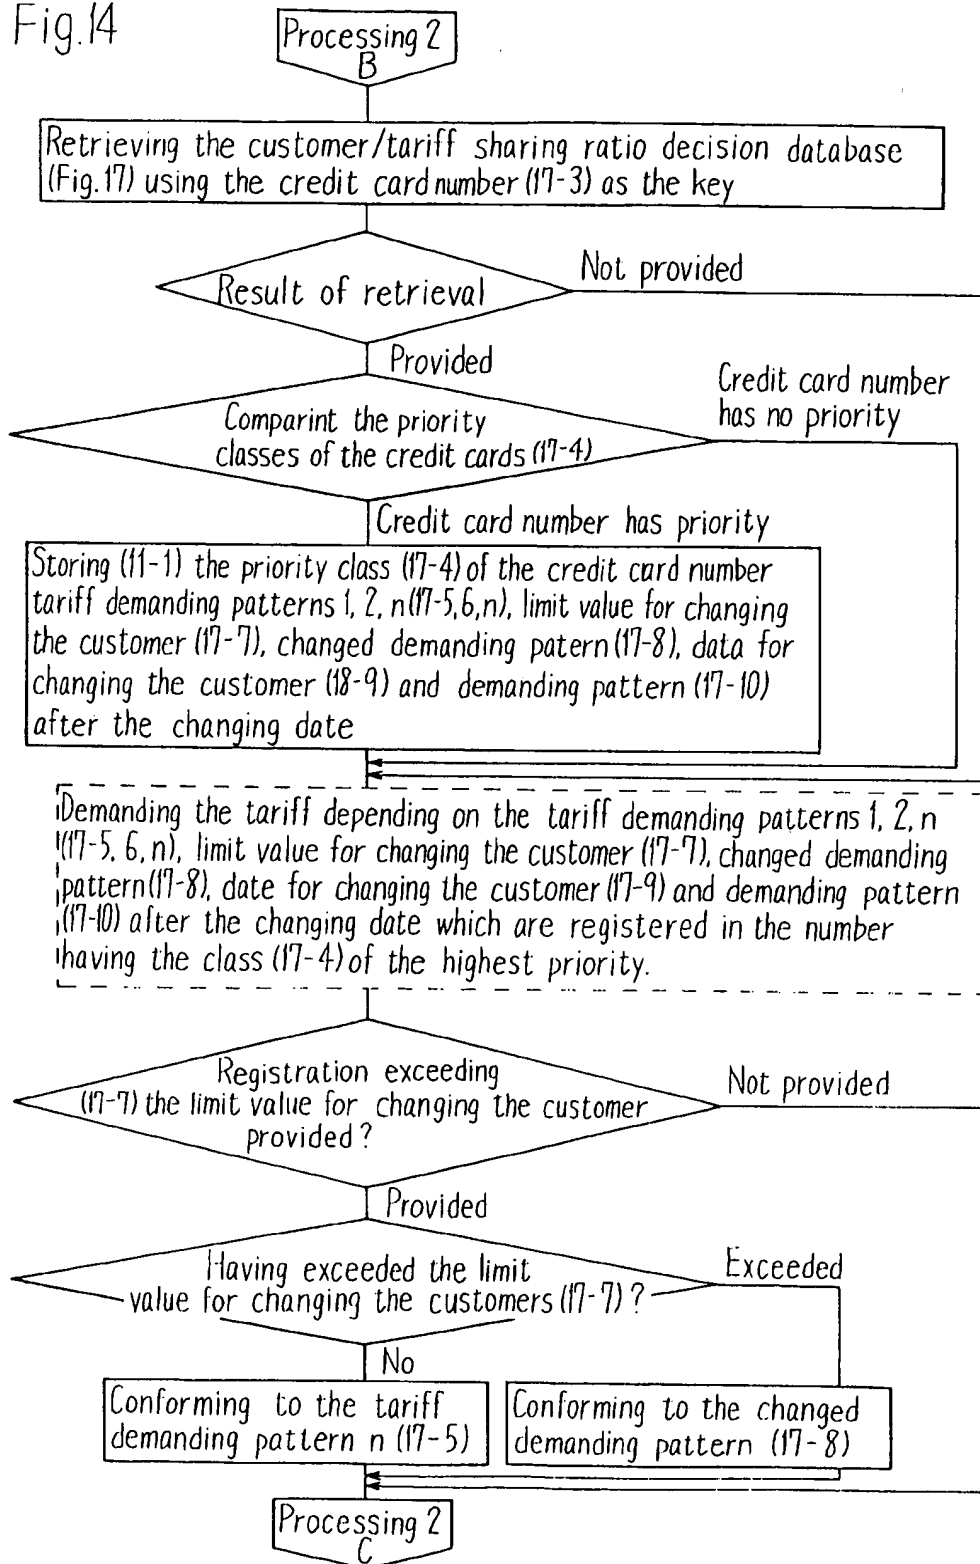 Fig.14
Processing 2
B
Retrieving the customer/tariff sharing ratio decision database
(Fig.17) using the credit card number (17-3) as the key
Result of retrieval
Not provided
Provided
Credit card number
has no priority
Comparint the priority
classes of the credit cards (17-4)
Credit card number has priority
Storing (11-1) the priority class (17-4) of the credit card number
tariff demanding patterns 1, 2, n(17-5,6,n), limit value for changing
the customer (17-7), changed demanding patern (17-8), data for
changing the customer (18-9) and demanding pattern (17-10)
after the changing date
Demanding the tariff depending on the tariff demanding patterns 1, 2, n
(17-5, 6, n), limit value for changing the customer (17-7), changed demanding
pattern(17-8), date for changing the customer (17-9) and demanding pattern
(17-10) after the changing date which are registered in the number
having the class (17-4) of the highest priority.
Registration exceeding
(17-7) the limit value for changing the customer
provided ?
Not provided
Provided
Having exceeded the limit
value for changing the customers (17-7) ?
Exceeded
No
Conforming to the tariff
demanding pattern n (17-5)
Conforming to the changed
demanding pattern (17-8)
Processing 2
C